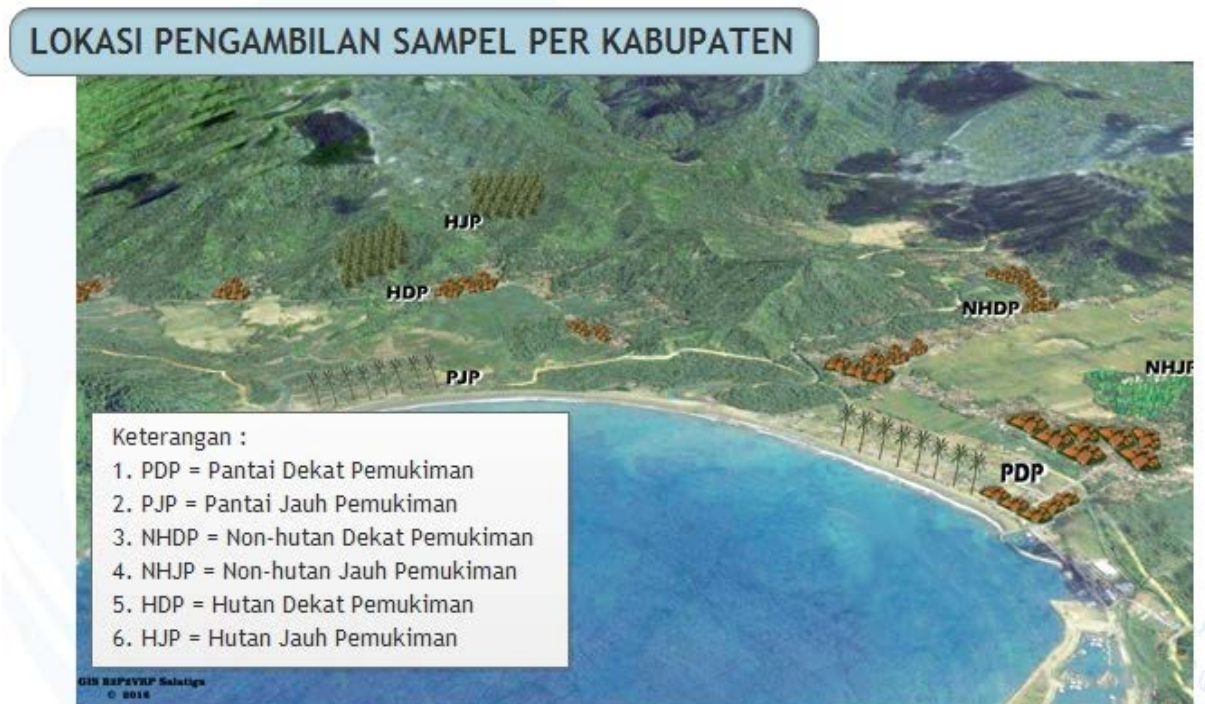 LOKASI PENGAMBILAN SAMPEL PER KABUPATEN
HJP
HDP
NHDP
PJP
NHJP
PDP
Keterangan :
1. PDP = Pantai Dekat Pemukiman
2. PJP = Pantai Jauh Pemukiman
3. NHDP = Non-hutan Dekat Pemukiman
4. NHJP = Non-hutan Jauh Pemukiman
5. HDP = Hutan Dekat Pemukiman
6. HJP = Hutan Jauh Pemukiman
GIS B2P2VRP Salatiga
© 2016